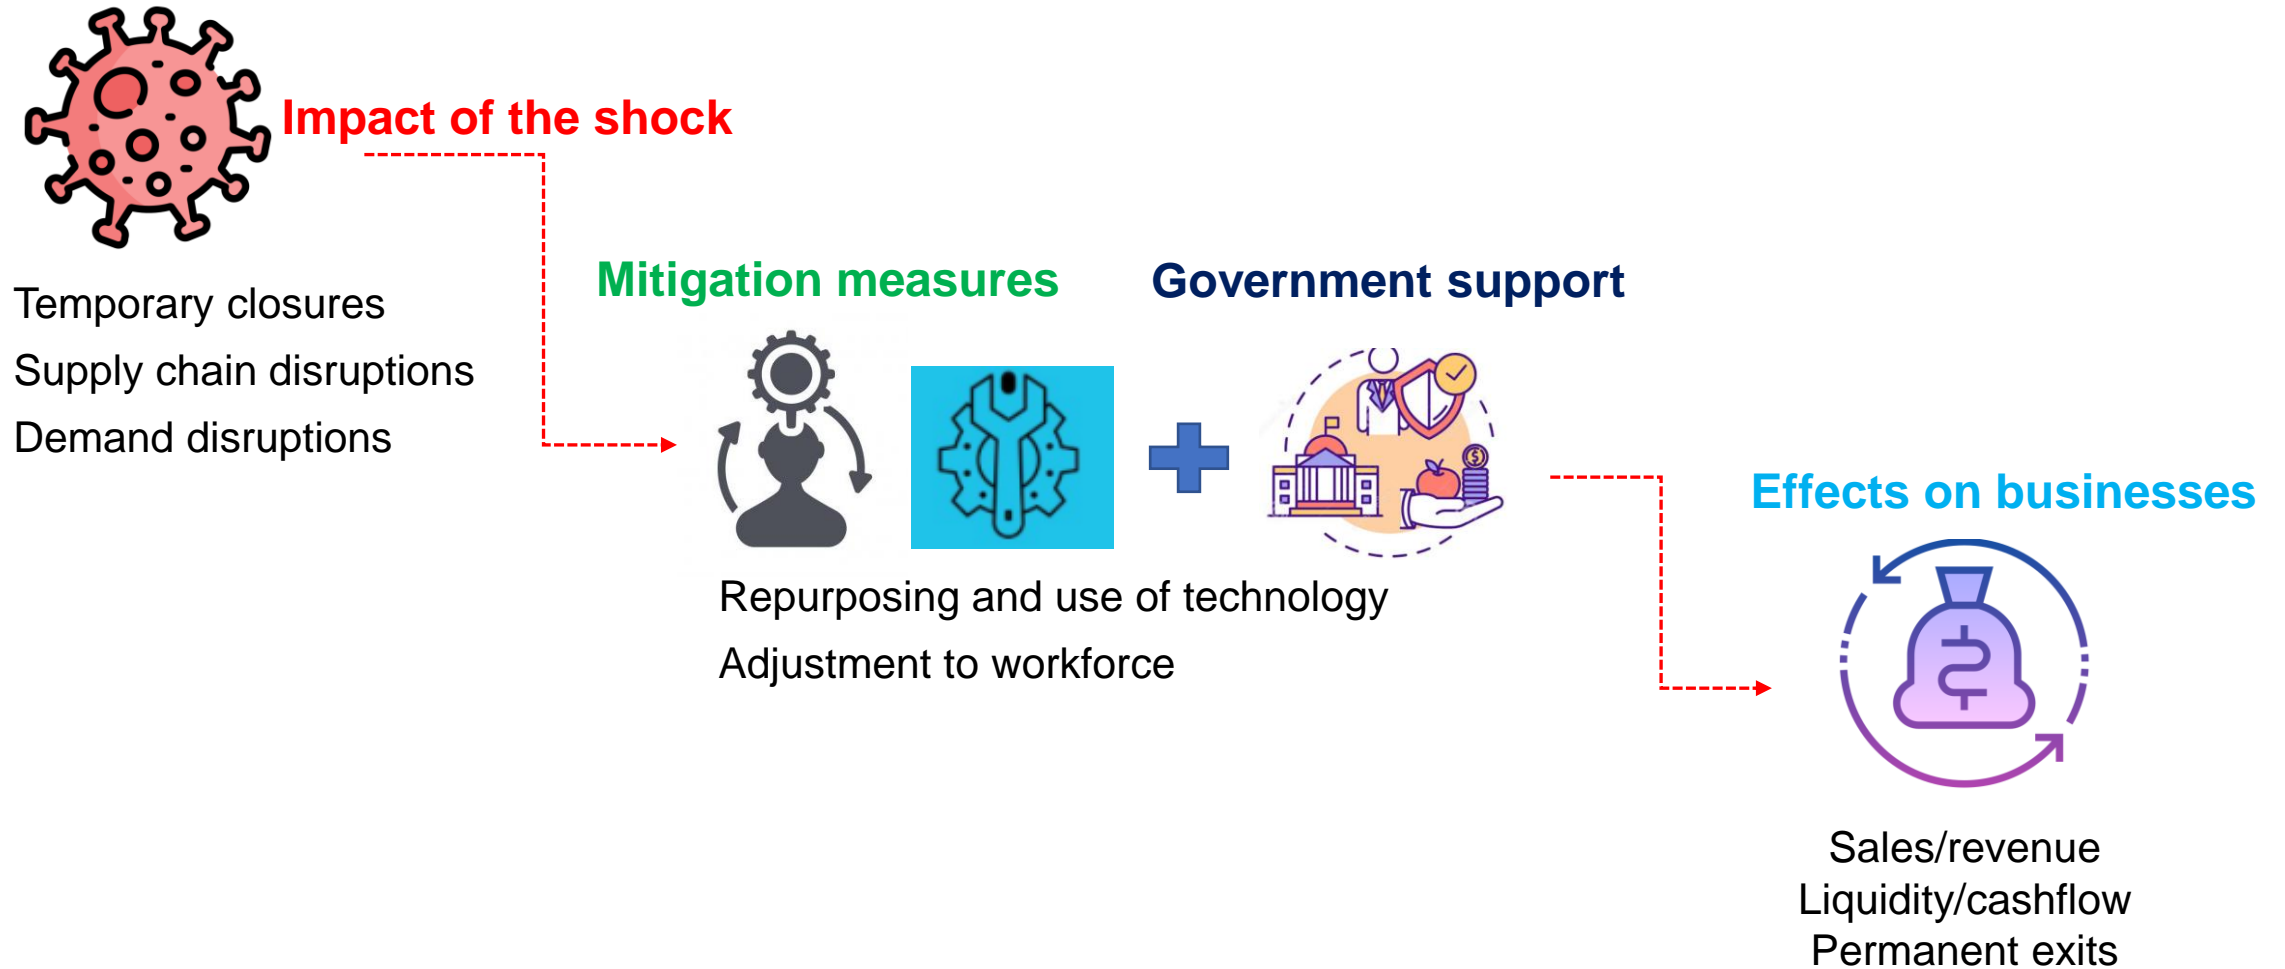 Impact of the shock
Temporary closures
Supply chain disruptions
Demand disruptions
Mitigation measures
Government support
Repurposing and use of technology
Adjustment to workforce
Effects on businesses
Sales/revenue
Liquidity/cashflow
Permanent exits